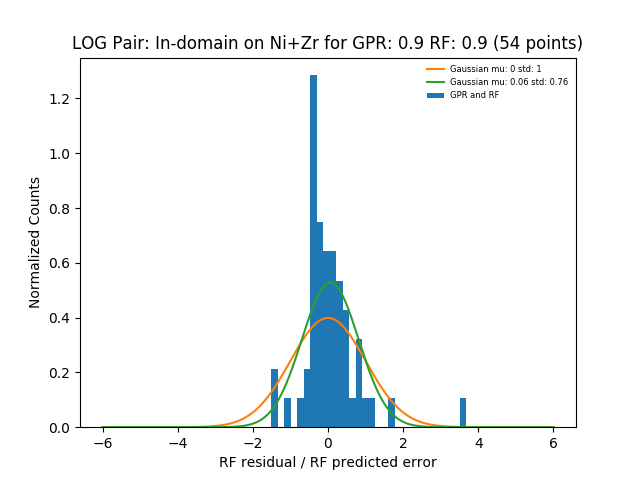 LOG Pair: In-domain on Ni+Zr for GPR: 0.9 RF: 0.9 (54 points)
Gaussian mu: 0 std: 1
Gaussian mu: 0.06 std: 0.76
GPR and RF
Normalized Counts
1.2
1.0
0.8
0.6
0.4
0.2
0.0
−6 −4 −2 0 2 4 6
RF residual / RF predicted error